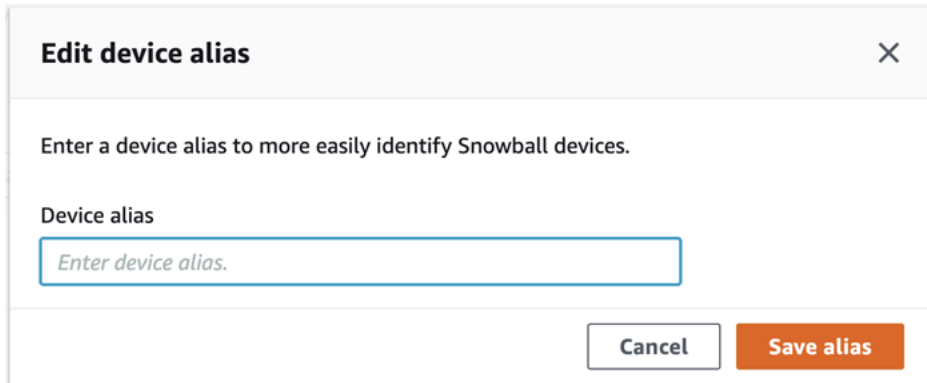 Edit device alias
Enter a device alias to more easily identify Snowball devices.
Device alias
Enter device alias.
Cancel
Save alias